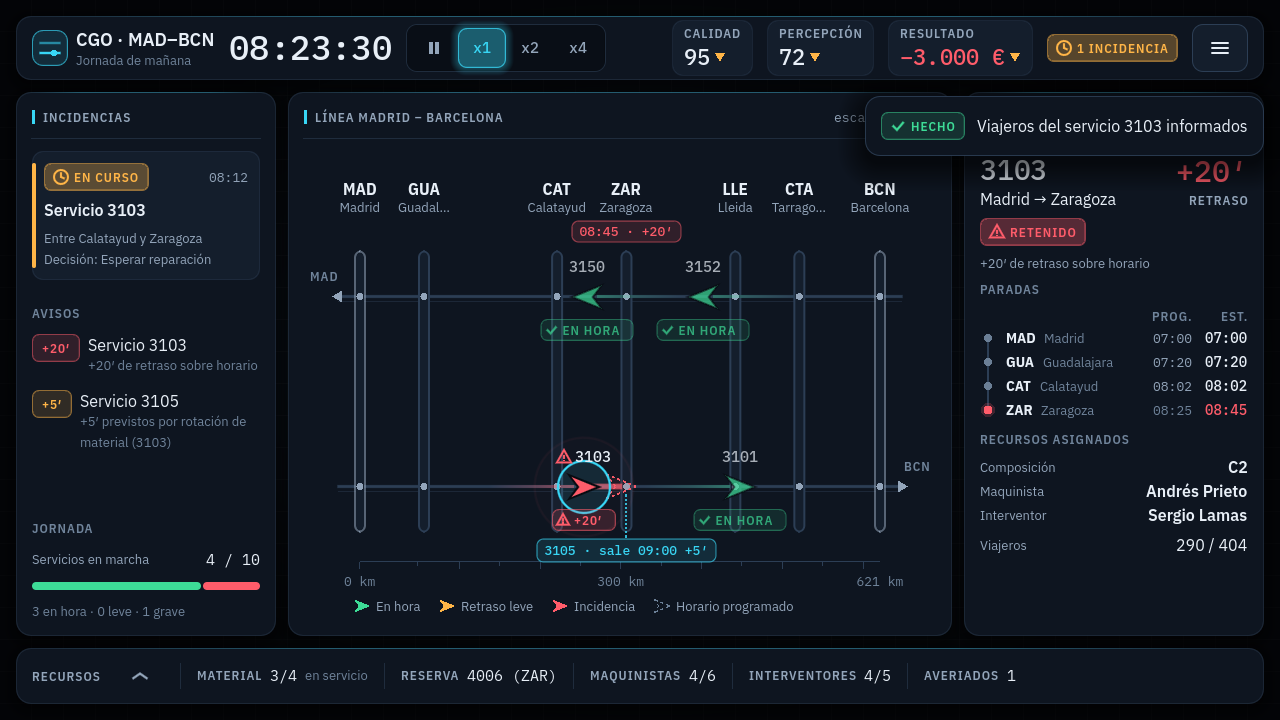 CGO · MAD–BCN
Jornada de mañana
08:23:30
x1
x2
x4
CALIDAD
95
PERCEPCIÓN
72
RESULTADO
−3.000 €
1 INCIDENCIA
INCIDENCIAS
EN CURSO
08:12
Servicio 3103
Entre Calatayud y Zaragoza
Decisión: Esperar reparación
AVISOS
+20′
Servicio 3103
+20′ de retraso sobre horario
+5′
Servicio 3105
+5′ previstos por rotación de
material (3103)
JORNADA
Servicios en marcha
4 / 10
3 en hora · 0 leve · 1 grave
LÍNEA MADRID – BARCELONA
HECHO
Viajeros del servicio 3103 informados
MAD
Madrid
GUA
Guadal…
CAT
Calatayud
ZAR
Zaragoza
LLE
Lleida
CTA
Tarrago…
BCN
Barcelona
08:45 · +20′
MAD
3150
3152
EN HORA
EN HORA
3103
3101
BCN
+20′
EN HORA
3105 · sale 09:00 +5′
0 km
300 km
621 km
En hora
Retraso leve
Incidencia
Horario programado
3103
+20′
Madrid → Zaragoza
RETRASO
RETENIDO
+20′ de retraso sobre horario
PARADAS
PROG.
EST.
MAD Madrid 07:00 07:00
GUA Guadalajara 07:20 07:20
CAT Calatayud 08:02 08:02
ZAR Zaragoza 08:25 08:45
RECURSOS ASIGNADOS
Composición C2
Maquinista Andrés Prieto
Interventor Sergio Lamas
Viajeros 290 / 404
RECURSOS
MATERIAL 3/4 en servicio
RESERVA 4006 (ZAR)
MAQUINISTAS 4/6
INTERVENTORES 4/5
AVERIADOS 1